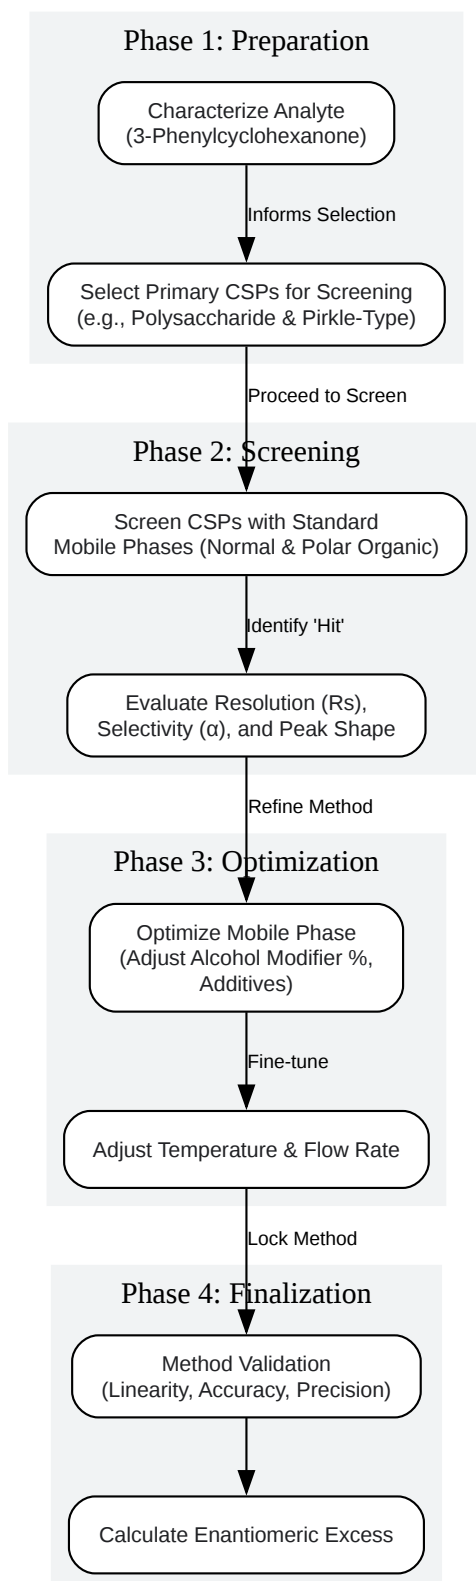 Phase 1: Preparation
Characterize Analyte
(3-Phenylcyclohexanone)
Informs Selection
Select Primary CSPs for Screening
(e.g., Polysaccharide & Pirkle-Type)
Proceed to Screen
Phase 2: Screening
Screen CSPs with Standard
Mobile Phases (Normal & Polar Organic)
Identify 'Hit'
Evaluate Resolution (Rs),
Selectivity (α), and Peak Shape
Refine Method
Phase 3: Optimization
Optimize Mobile Phase
(Adjust Alcohol Modifier %,
Additives)
Fine-tune
Adjust Temperature & Flow Rate
Lock Method
Phase 4: Finalization
Method Validation
(Linearity, Accuracy, Precision)
Calculate Enantiomeric Excess